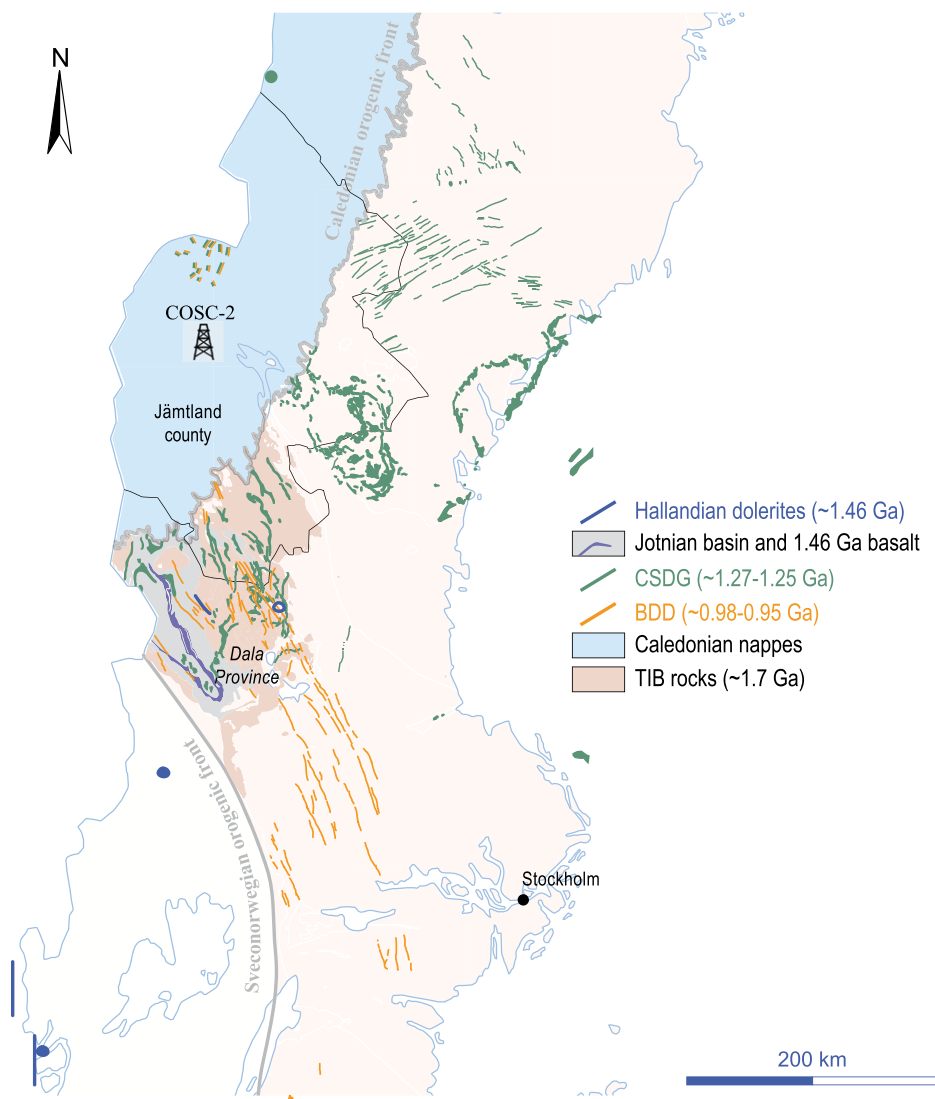 N
Caledonian orogenic front
COSC-2
Jämtland
county
Hallandian dolerites (~1.46 Ga)
Jotnian basin and 1.46 Ga basalt
CSDG (~1.27-1.25 Ga)
BDD (~0.98-0.95 Ga)
Caledonian nappes
TIB rocks (~1.7 Ga)
Dala
Province
Sveconorwegian orogenic front
Stockholm
200 km